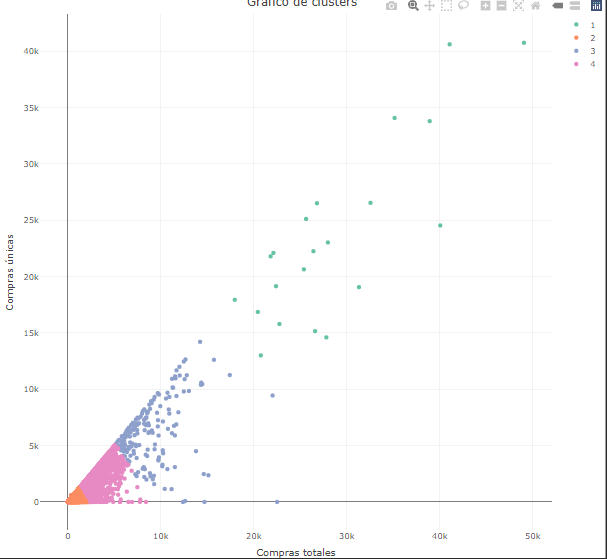 Gráfico de clusters
1
2
3
4
40k
35k
30k
25k
20k
15k
10k
5k
0
Compras únicas
0
10k
20k
30k
40k
50k
Compras totales